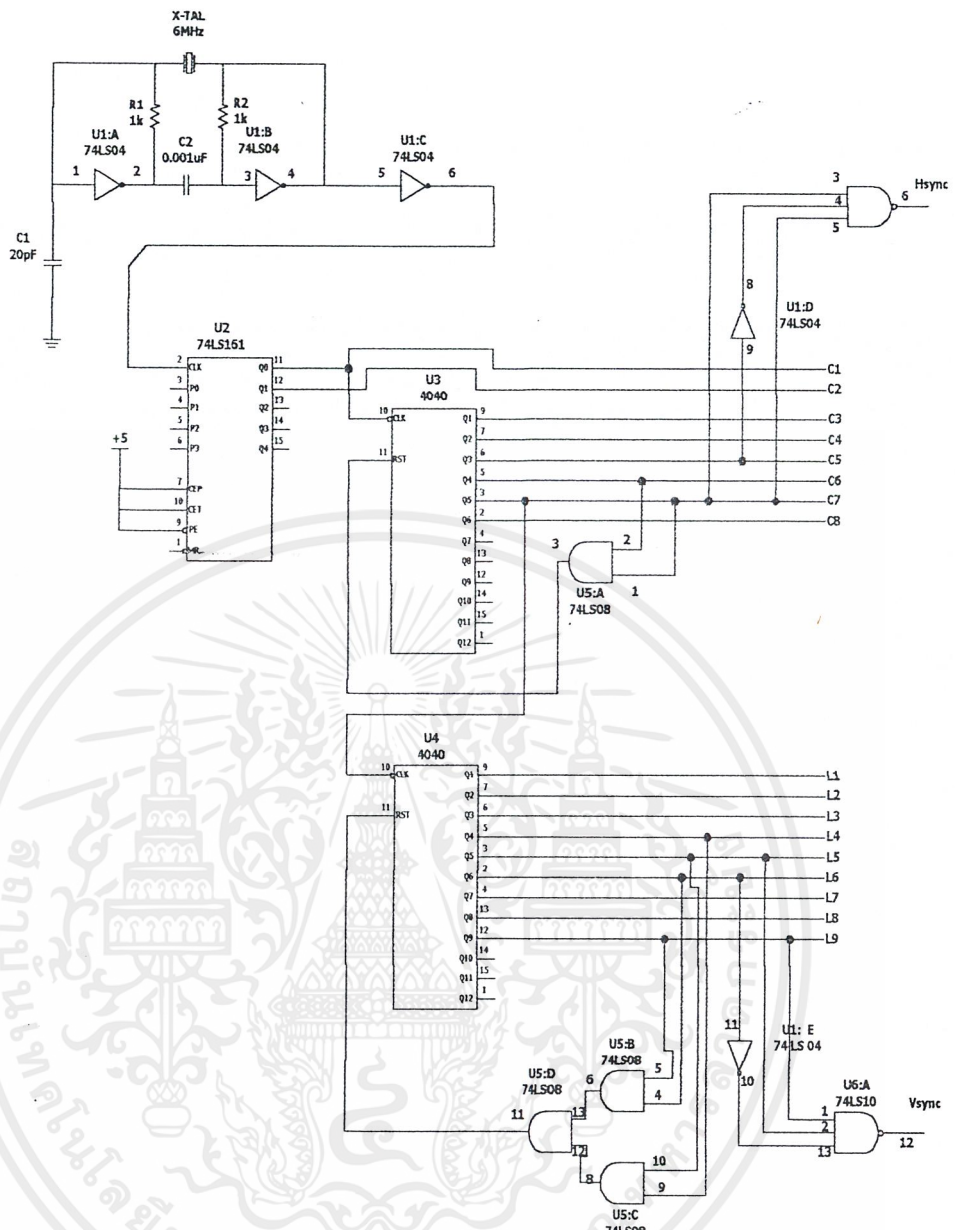 X-TAL
6MHz
R1
1k
R2
1k
U1:A
74LS04
C2
0.001uF
U1:B
74LS04
U1:C
74LS04
1
2
3
4
5
6
C1
20pF
3
4
5
6
Hsync
8
U1:D
74LS04
9
U2
74LS161
2 CLK
3 P0
4 P1
5 P2
6 P3
+5
7 CEP
10 CET
9 PE
1 MR
Q0 11
Q1 12
Q2 13
Q3 14
Q4 15
U3
4040
10 CLK
11 RST
Q1 9
Q2 7
Q3 6
Q4 5
Q5 3
Q6 2
Q7 4
Q8 13
Q9 12
Q10 14
Q11 15
Q12 1
C1
C2
C3
C4
C5
C6
C7
C8
3
2
1
U5:A
74LS08
U4
4040
10 CLK
11 RST
Q1 9
Q2 7
Q3 6
Q4 5
Q5 3
Q6 2
Q7 4
Q8 13
Q9 12
Q10 14
Q11 15
Q12 1
L1
L2
L3
L4
L5
L6
L7
L8
L9
U5:D
74LS08
11
13
12
U5:B
74LS08
6
5
4
8
10
9
U5:C
74LS08
11
U1: E
74LS 04
10
U6:A
74LS10
1
2
13
12
Vsync